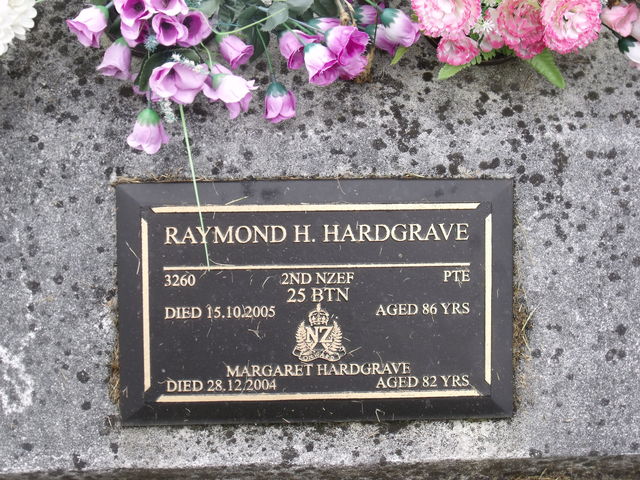 RAYMOND H. HARDGRAVE
3260 2ND NZEF PTE
25 BTN
DIED 15.10.2005 AGED 86 YRS
NZ
MARGARET HARDGRAVE
DIED 28.12.2004 AGED 82 YRS